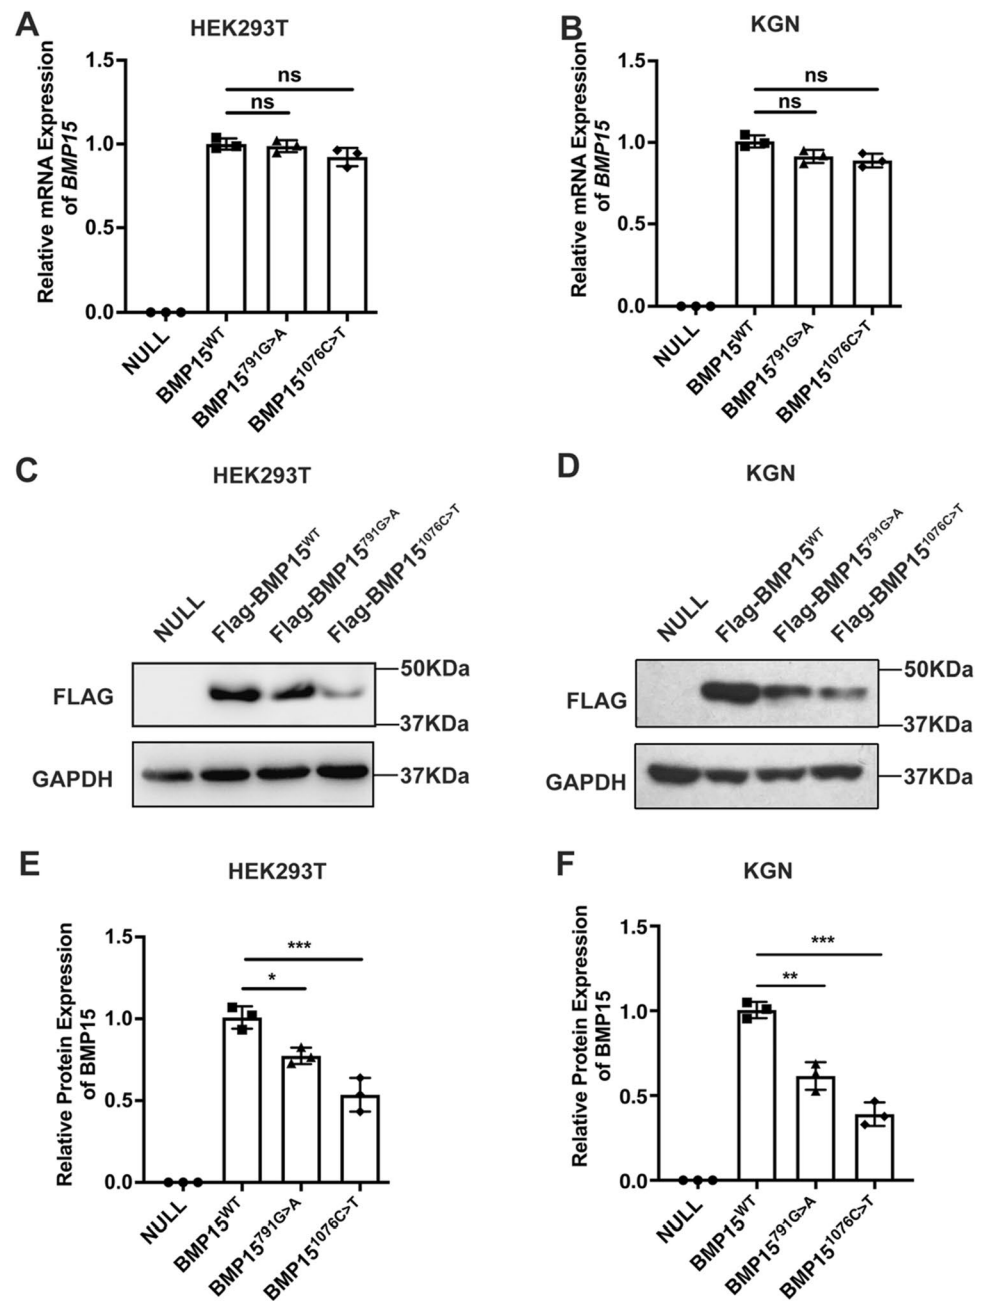 A
HEK293T
Relative mRNA Expression
of BMP15
1.5
1.0
0.5
0.0
ns
ns
NULL
BMP15WT
BMP15791G>A
BMP151076C>T
B
KGN
Relative mRNA Expression
of BMP15
1.5
1.0
0.5
0.0
ns
ns
NULL
BMP15WT
BMP15791G>A
BMP151076C>T
C
HEK293T
NULL
Flag-BMP15WT
Flag-BMP15791G>A
Flag-BMP151076C>T
FLAG
50KDa
37KDa
GAPDH
37KDa
D
KGN
NULL
Flag-BMP15WT
Flag-BMP15791G>A
Flag-BMP151076C>T
FLAG
50KDa
37KDa
GAPDH
37KDa
E
HEK293T
Relative Protein Expression
of BMP15
1.5
1.0
0.5
0.0
***
*
NULL
BMP15WT
BMP15791G>A
BMP151076C>T
F
KGN
Relative Protein Expression
of BMP15
1.5
1.0
0.5
0.0
***
**
NULL
BMP15WT
BMP15791G>A
BMP151076C>T